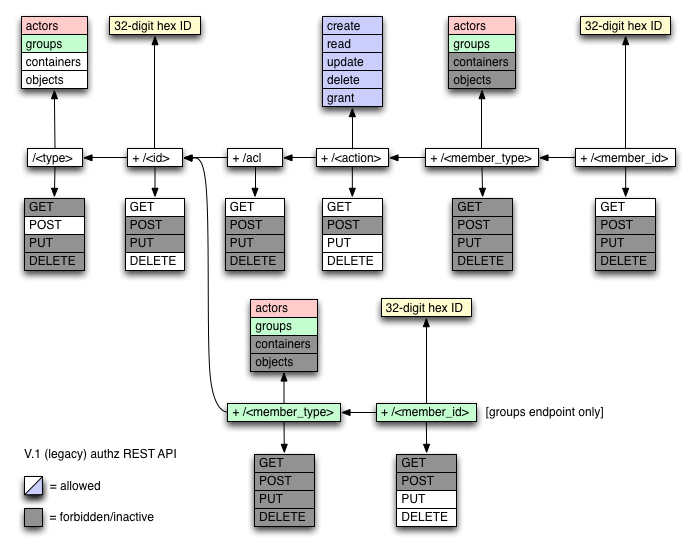 actors
groups
containers
objects
32-digit hex ID
create
read
update
delete
grant
actors
groups
containers
objects
32-digit hex ID
/<type>
+ /<id>
+ /acl
+ /<action>
+ /<member_type>
+ /<member_id>
GET
POST
PUT
DELETE
GET
POST
PUT
DELETE
GET
POST
PUT
DELETE
GET
POST
PUT
DELETE
GET
POST
PUT
DELETE
GET
POST
PUT
DELETE
actors
groups
containers
objects
32-digit hex ID
+ /<member_type>
+ /<member_id>
[groups endpoint only]
GET
POST
PUT
DELETE
GET
POST
PUT
DELETE
V.1 (legacy) authz REST API
= allowed
= forbidden/inactive